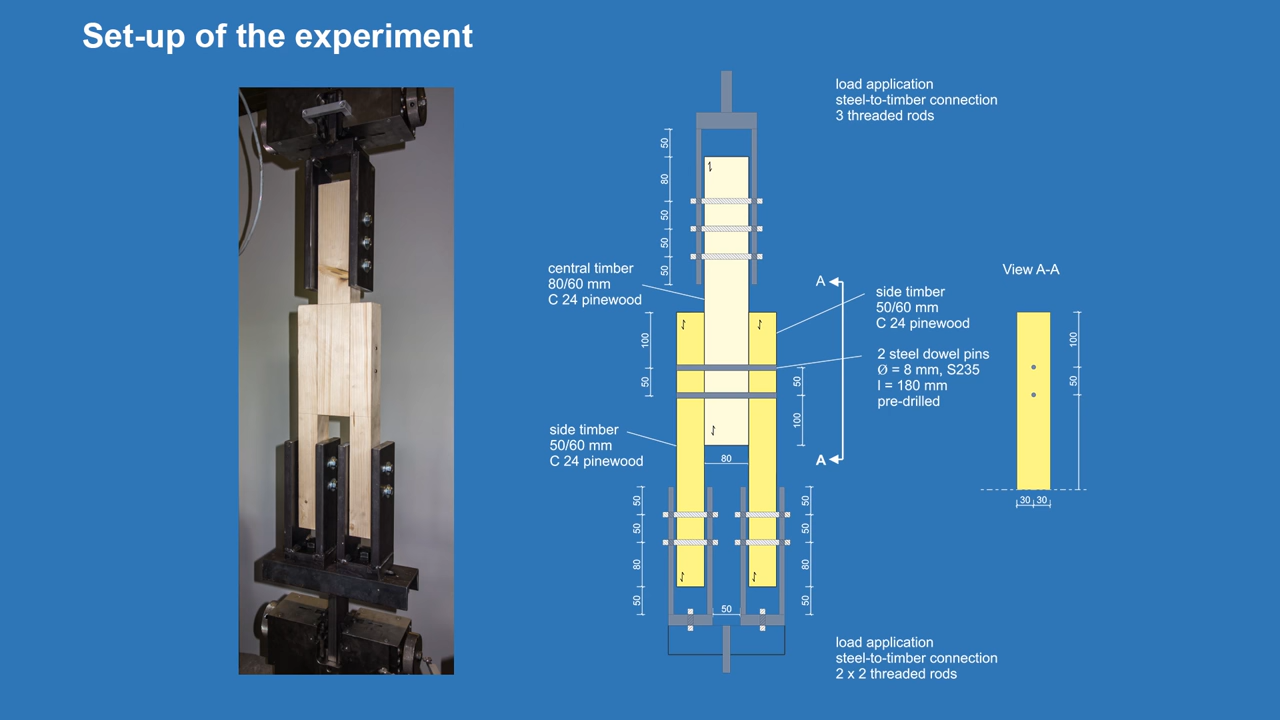 Set-up of the experiment
load application
steel-to-timber connection
3 threaded rods
50
80
50
50
50
central timber
80/60 mm
C 24 pinewood
A
side timber
50/60 mm
C 24 pinewood
View A-A
100
50
2 steel dowel pins
Ø = 8 mm, S235
l = 180 mm
pre-drilled
50
100
100
50
side timber
50/60 mm
C 24 pinewood
80
A
30 30
50
50
80
50
50
50
50
80
50
load application
steel-to-timber connection
2 x 2 threaded rods